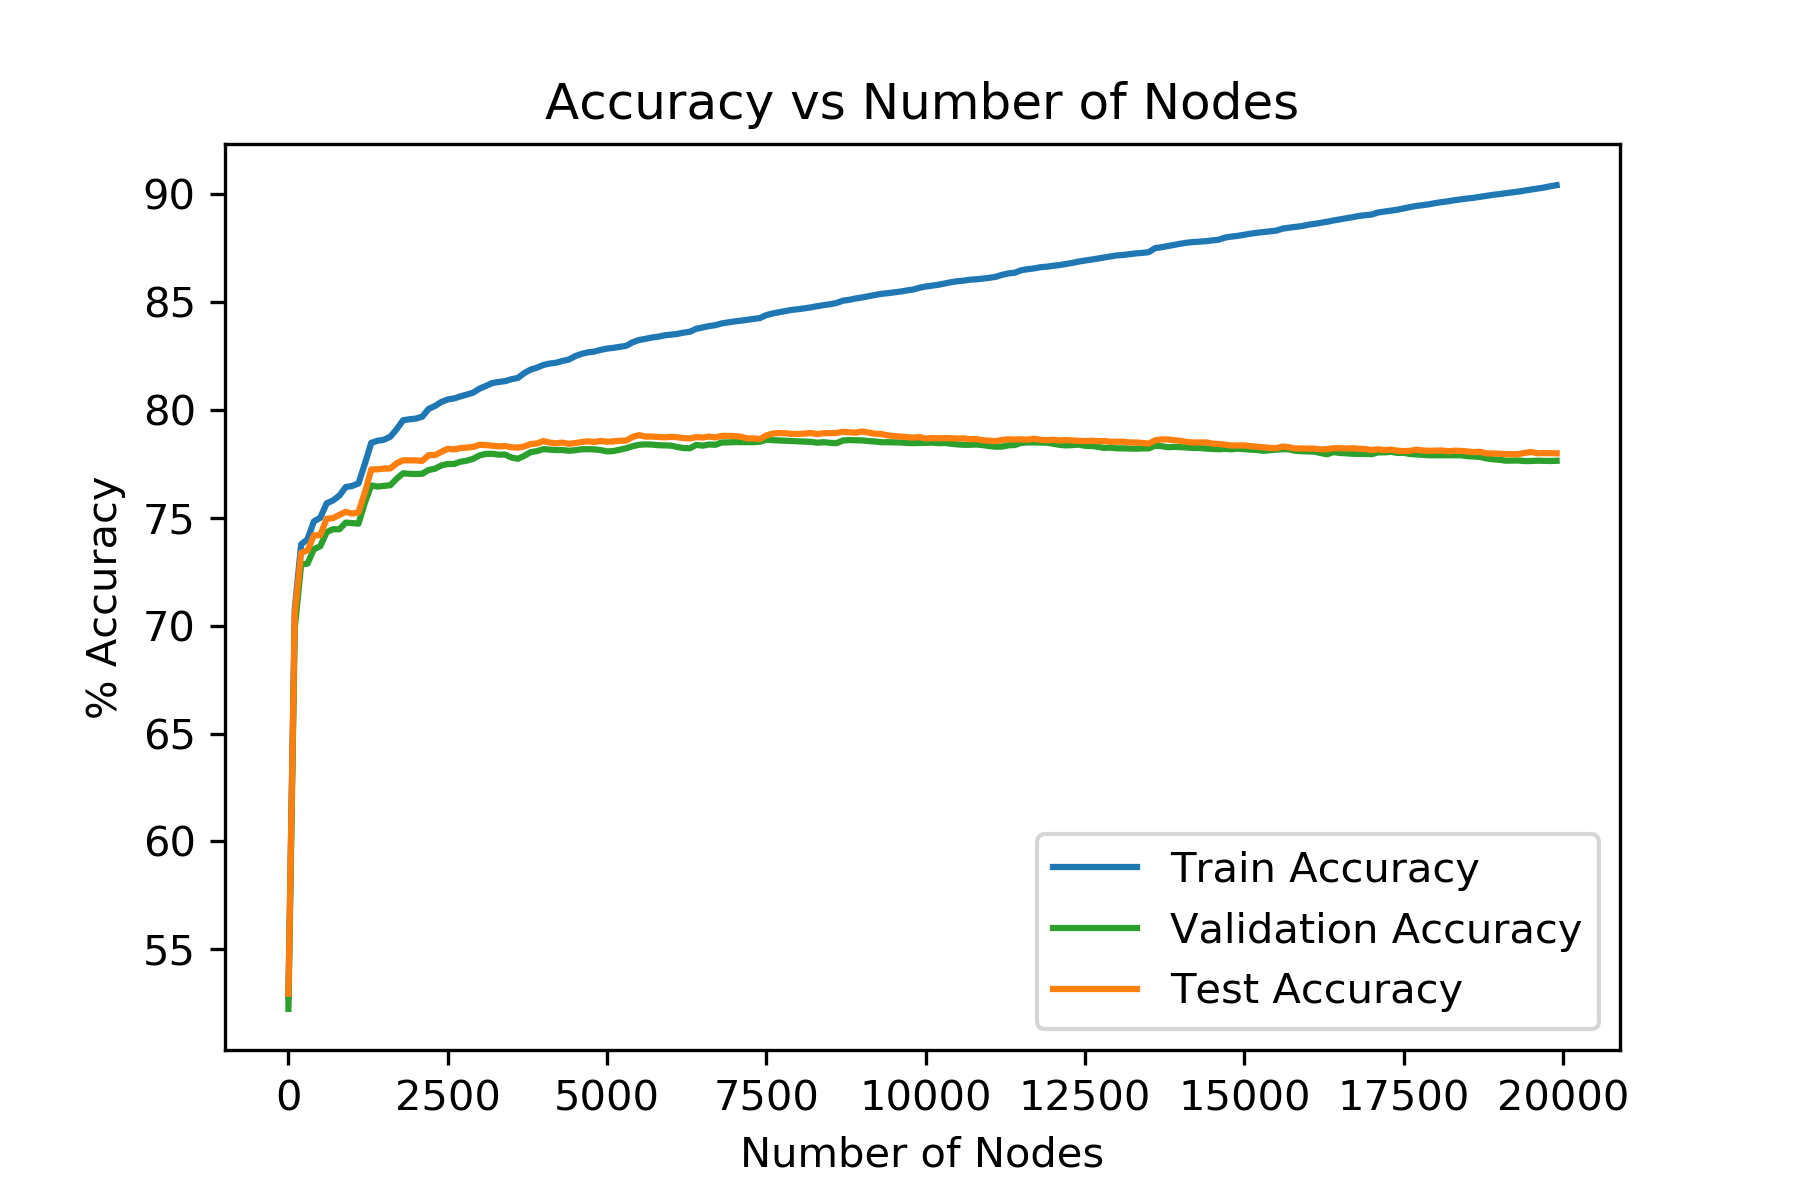 Accuracy vs Number of Nodes
% Accuracy
90
85
80
75
70
65
60
55
Train Accuracy
Validation Accuracy
Test Accuracy
0 2500 5000 7500 10000 12500 15000 17500 20000
Number of Nodes